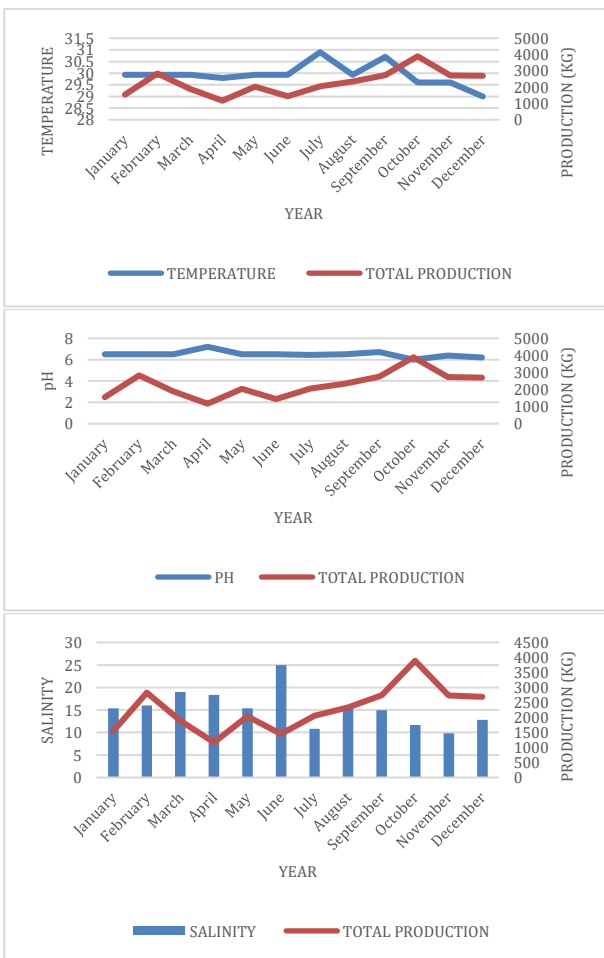 31.5
31
30.5
30
29.5
29
28.5
28
TEMPERATURE
5000
4000
3000
2000
1000
0
PRODUCTION (KG)
January
February
March
April
May
June
July
August
September
October
November
December
YEAR
TEMPERATURE
TOTAL PRODUCTION
8
6
4
2
0
pH
5000
4000
3000
2000
1000
0
PRODUCTION (KG)
January
February
March
April
May
June
July
August
September
October
November
December
YEAR
PH
TOTAL PRODUCTION
30
25
20
15
10
5
0
SALINITY
4500
4000
3500
3000
2500
2000
1500
1000
500
0
PRODUCTION (KG)
January
February
March
April
May
June
July
August
September
October
November
December
YEAR
SALINITY
TOTAL PRODUCTION